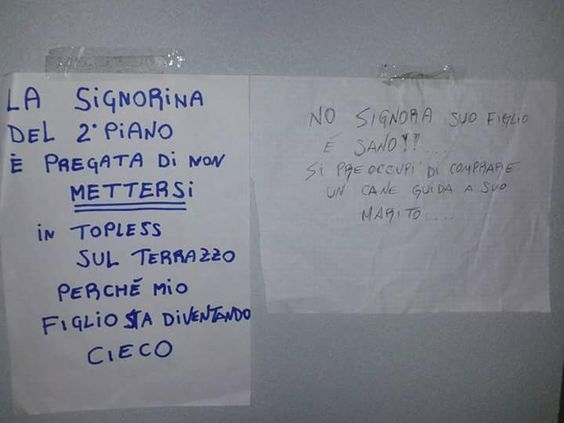 LA SIGNORINA
DEL 2° PIANO
È PREGATA DI NON
METTERSI
IN TOPLESS
SUL TERRAZZO
PERCHÉ MIO
FIGLIO STA DIVENTANDO
CIECO
NO SIGNORA SUO FIGLIO
É SANO!!....
SI PREOCCUPI DI COMPRARE
UN CANE GUIDA A SUO
MARITO....